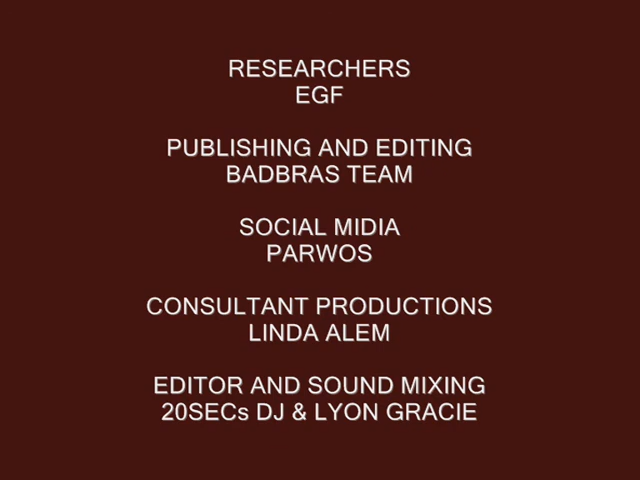 RESEARCHERS
EGF
PUBLISHING AND EDITING
BADBRAS TEAM
SOCIAL MIDIA
PARWOS
CONSULTANT PRODUCTIONS
LINDA ALEM
EDITOR AND SOUND MIXING
20SECs DJ & LYON GRACIE